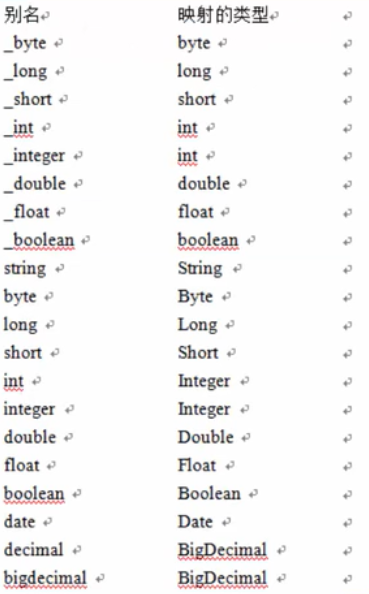 别名 映射的类型
_byte byte
_long long
_short short
_int int
_integer int
_double double
_float float
_boolean boolean
string String
byte Byte
long Long
short Short
int Integer
integer Integer
double Double
float Float
boolean Boolean
date Date
decimal BigDecimal
bigdecimal BigDecimal